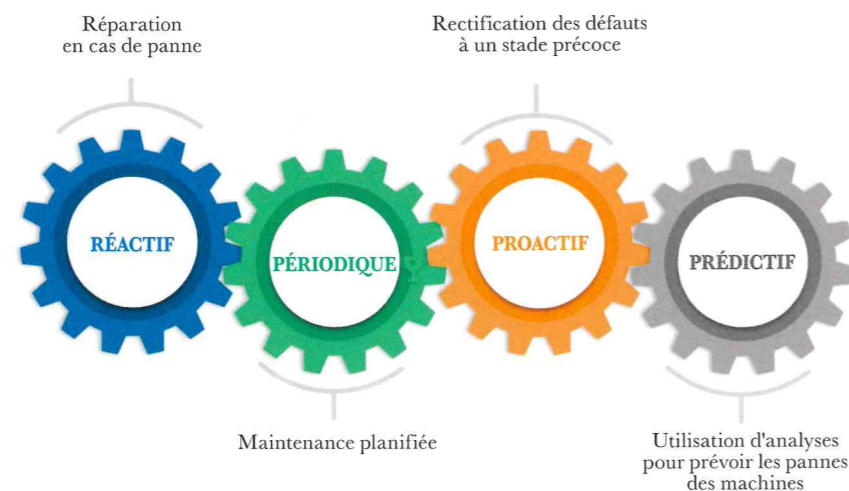 Réparation
en cas de panne
Rectification des défauts
à un stade précoce
RÉACTIF
PÉRIODIQUE
PROACTIF
PRÉDICTIF
Maintenance planifiée
Utilisation d'analyses
pour prévoir les pannes
des machines